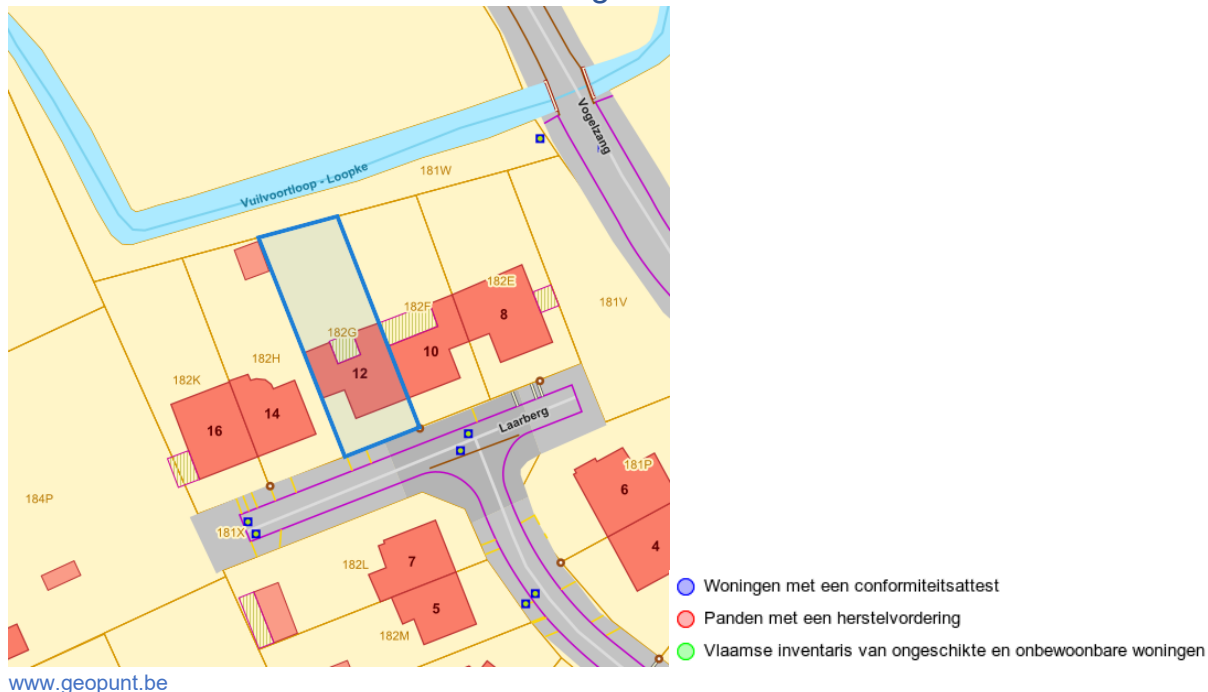 Vogelzang
181W
Vuilvoortloop - Loopke
182E
182F
181V
8
182G
10
182H
12
182K
14
Laarberg
16
181P
6
184P
181X
4
7
182L
5
182M
Woningen met een conformiteitsattest
Panden met een herstelvordering
Vlaamse inventaris van ongeschikte en onbewoonbare woningen
www.geopunt.be